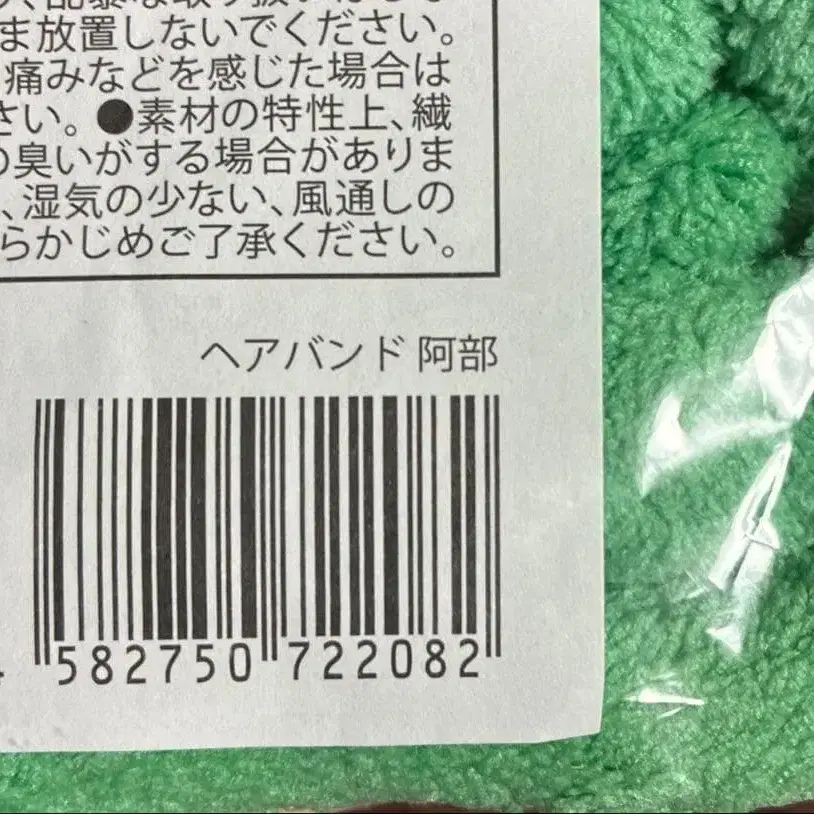 ま放置しないでください。
痛みなどを感じた場合は
さい。●素材の特性上、繊
の臭いがする場合がありま
、湿気の少ない、風通しの
らかじめご了承ください。
ヘアバンド 阿部
582750 722082